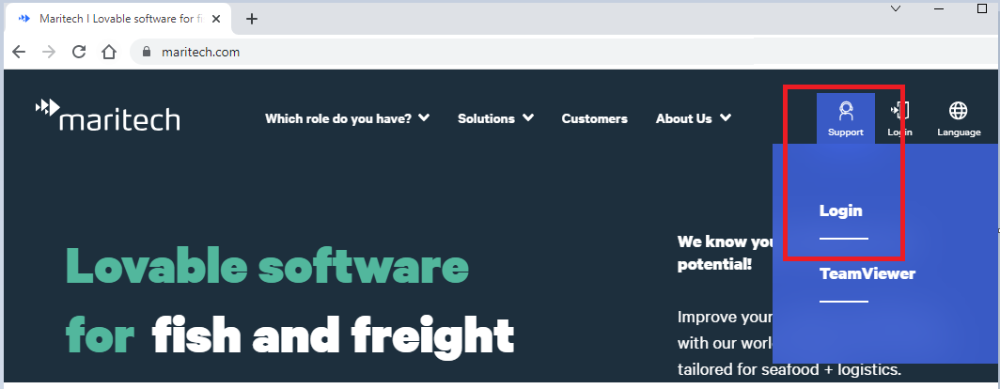 Maritech I Lovable software for fi
maritech.com
maritech
Which role do you have? Solutions Customers About Us
Support Login Language
Login
TeamViewer
Lovable software
for fish and freight
We know you
potential!
Improve your
with our worl
tailored for seafood + logistics.